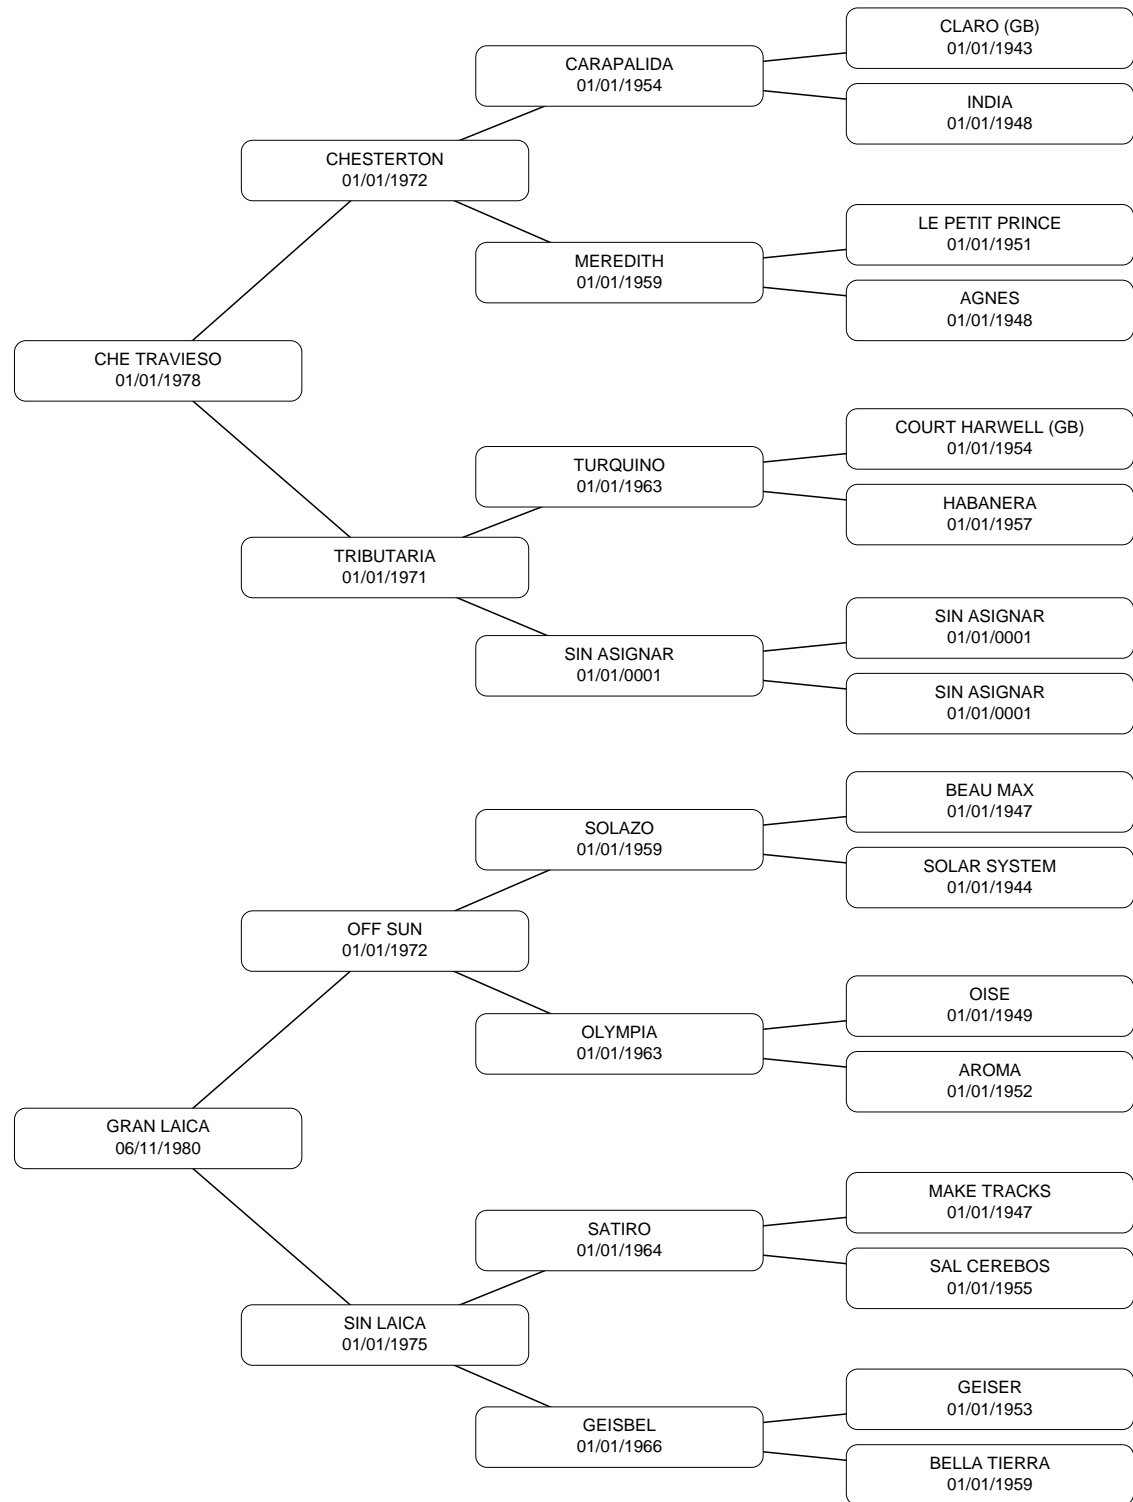 CLARO (GB)
01/01/1943
CARAPALIDA
01/01/1954
INDIA
01/01/1948
CHESTERTON
01/01/1972
LE PETIT PRINCE
01/01/1951
MEREDITH
01/01/1959
AGNES
01/01/1948
CHE TRAVIESO
01/01/1978
COURT HARWELL (GB)
01/01/1954
TURQUINO
01/01/1963
HABANERA
01/01/1957
TRIBUTARIA
01/01/1971
SIN ASIGNAR
01/01/0001
SIN ASIGNAR
01/01/0001
SIN ASIGNAR
01/01/0001
BEAU MAX
01/01/1947
SOLAZO
01/01/1959
SOLAR SYSTEM
01/01/1944
OFF SUN
01/01/1972
OISE
01/01/1949
OLYMPIA
01/01/1963
AROMA
01/01/1952
GRAN LAICA
06/11/1980
MAKE TRACKS
01/01/1947
SATIRO
01/01/1964
SAL CEREBOS
01/01/1955
SIN LAICA
01/01/1975
GEISER
01/01/1953
GEISBEL
01/01/1966
BELLA TIERRA
01/01/1959